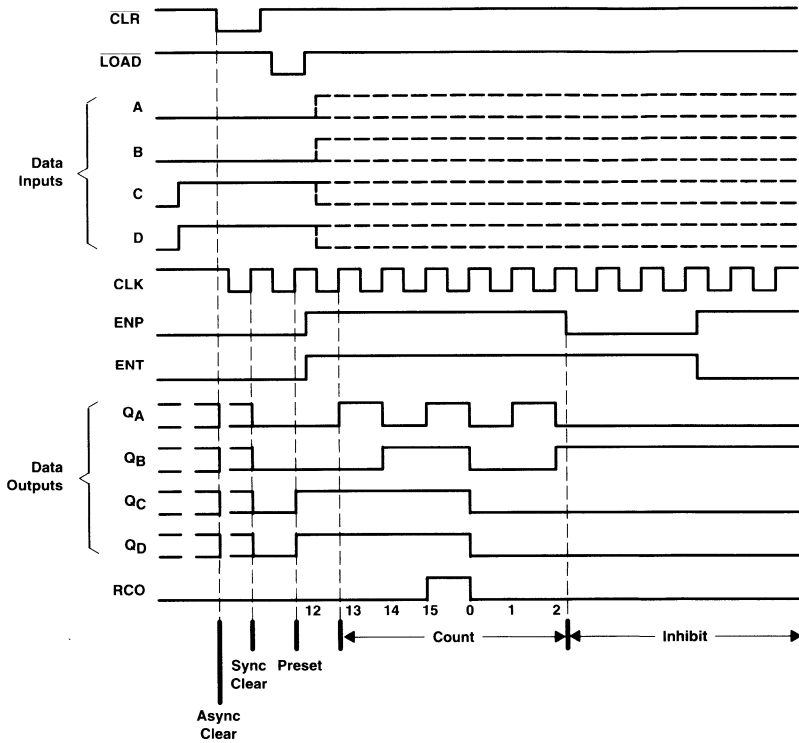 CLR
LOAD
A
B
Data
Inputs
C
D
CLK
ENP
ENT
QA
QB
Data
Outputs
QC
QD
RCO
12 13 14 15 0 1 2
Count
Inhibit
Sync
Clear
Preset
Async
Clear